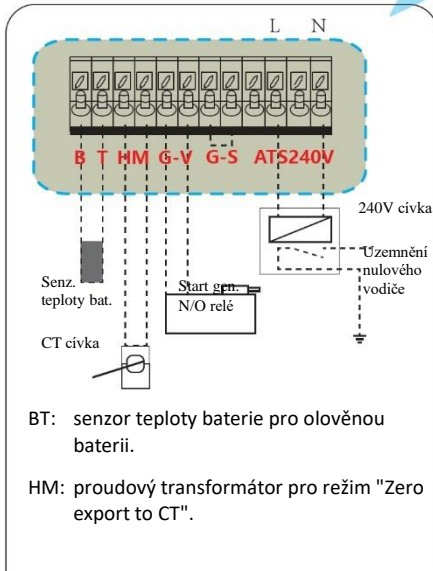 L N
B T HM G-V G-S ATS240V
240V cívka
Uzemnění
nulového
vodiče
Senz.
teploty bat.
Start gen.
N/O relé
CT cívka
BT: senzor teploty baterie pro olověnou
baterii.
HM: proudový transformátor pro režim "Zero
export to CT".